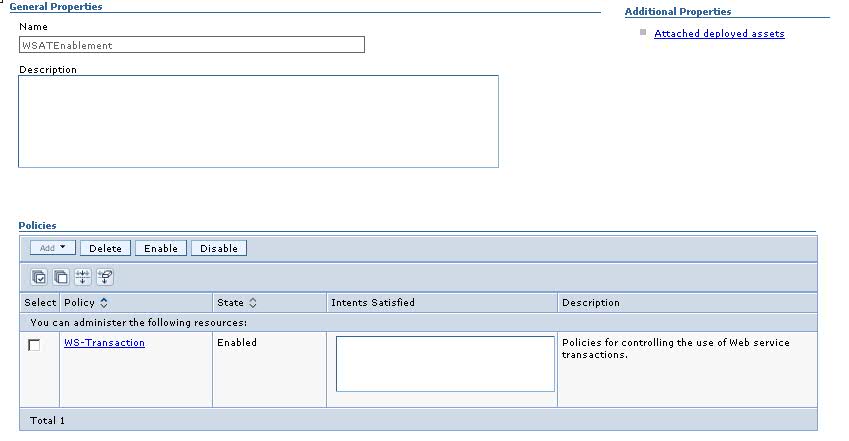 General Properties
Additional Properties
Name
Attached deployed assets
WSATEnablement
Description
Policies
Add Delete Enable Disable
Select Policy State Intents Satisfied Description
You can administer the following resources:
WS-Transaction Enabled Policies for controlling the use of Web service
transactions.
Total 1